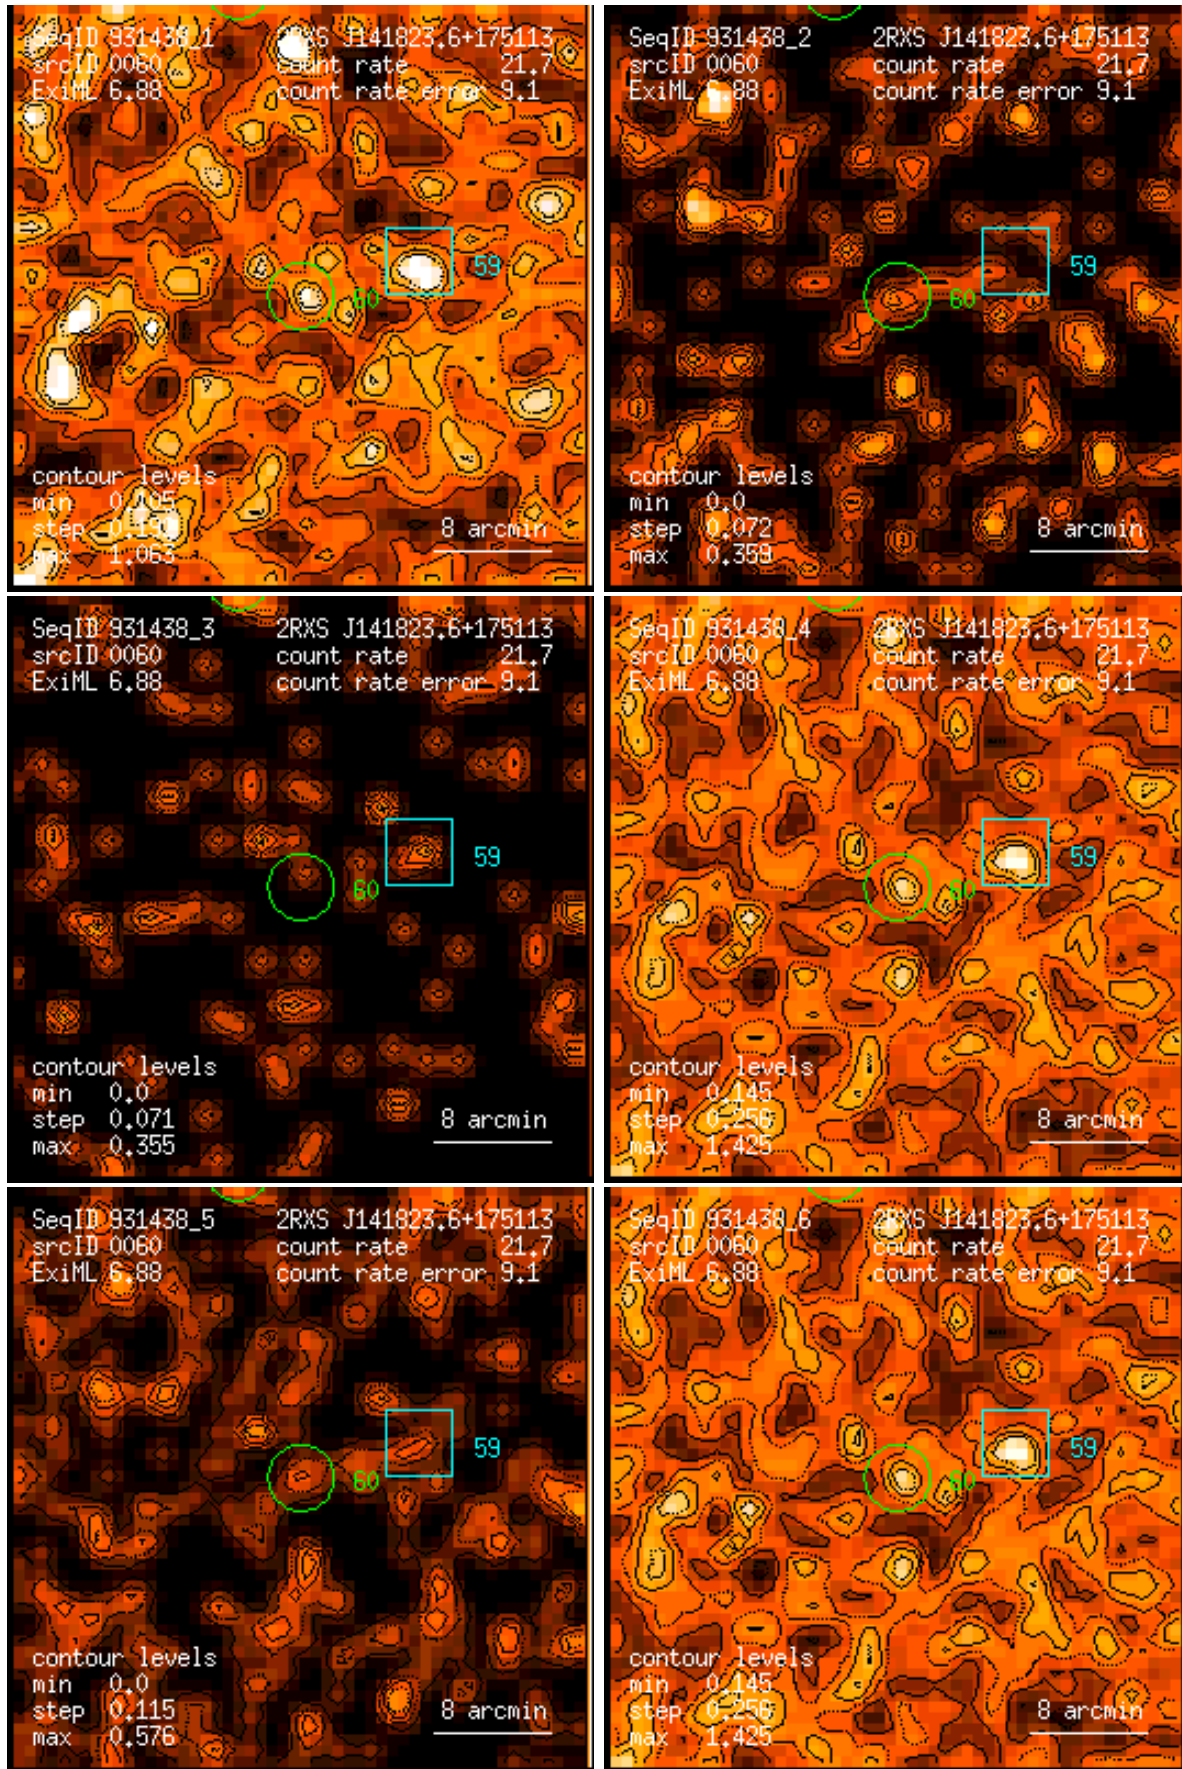 SeqID 931438_1 2RXS J141823.6+175113
srcID 0060 count rate 21.7
ExiML 6.88 count rate error 9.1
59
60
contour levels
min 0.105
step 0.191
max 1.063
8 arcmin
SeqID 931438_2 2RXS J141823.6+175113
srcID 0060 count rate 21.7
ExiML 6.88 count rate error 9.1
59
60
contour levels
min 0.0
step 0.072
max 0.359
8 arcmin
SeqID 931438_3 2RXS J141823.6+175113
srcID 0060 count rate 21.7
ExiML 6.88 count rate error 9.1
59
60
contour levels
min 0.0
step 0.071
max 0.355
8 arcmin
SeqID 931438_4 2RXS J141823.6+175113
srcID 0060 count rate 21.7
ExiML 6.88 count rate error 9.1
59
60
contour levels
min 0.145
step 0.256
max 1.425
8 arcmin
SeqID 931438_5 2RXS J141823.6+175113
srcID 0060 count rate 21.7
ExiML 6.88 count rate error 9.1
59
60
contour levels
min 0.0
step 0.115
max 0.576
8 arcmin
SeqID 931438_6 2RXS J141823.6+175113
srcID 0060 count rate 21.7
ExiML 6.88 count rate error 9.1
59
60
contour levels
min 0.145
step 0.256
max 1.425
8 arcmin